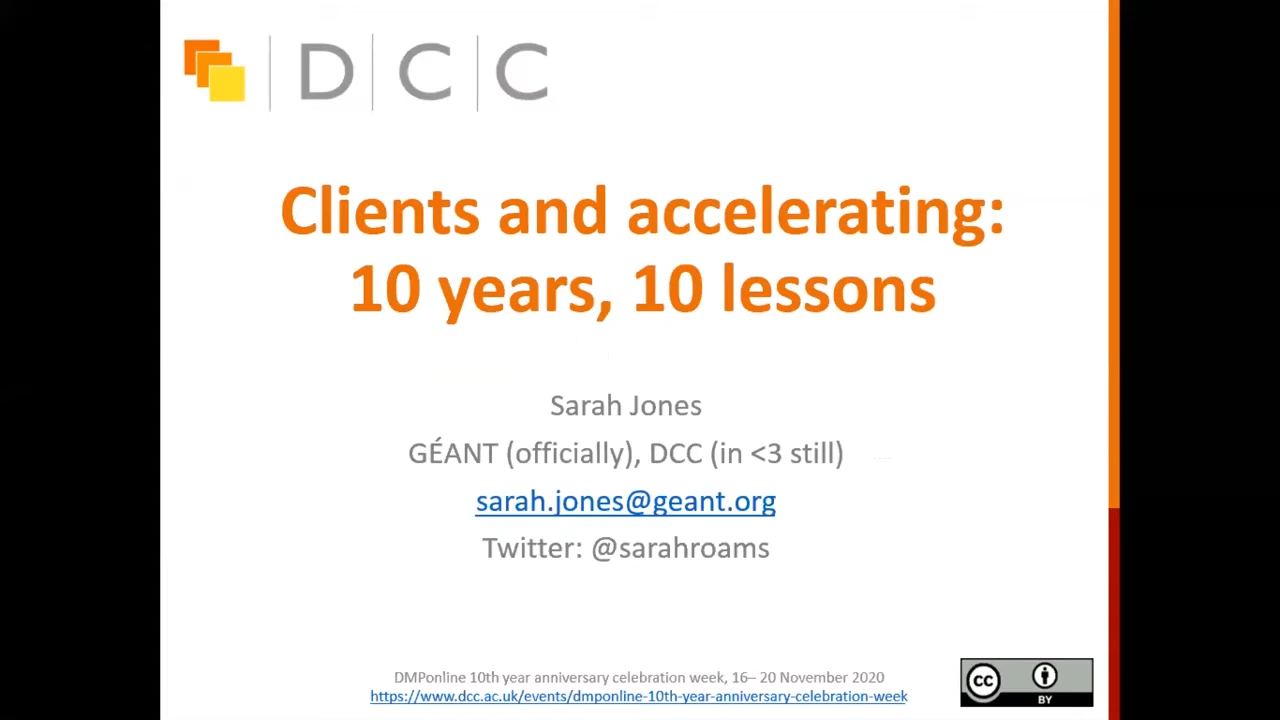 D C C
Clients and accelerating:
10 years, 10 lessons
Sarah Jones
GÉANT (officially), DCC (in <3 still)
sarah.jones@geant.org
Twitter: @sarahroams
DMPonline 10th year anniversary celebration week, 16– 20 November 2020
https://www.dcc.ac.uk/events/dmponline-10th-year-anniversary-celebration-week
cc
BY